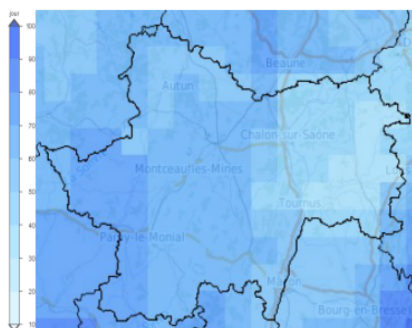 jour
100
90
80
70
60
50
40
30
20
10
Beaune
Autun
Chalon-sur-Saône
Montceau-les-Mines
Tournus
Paray-le-Monial
Mâcon
Bourg-en-Bresse